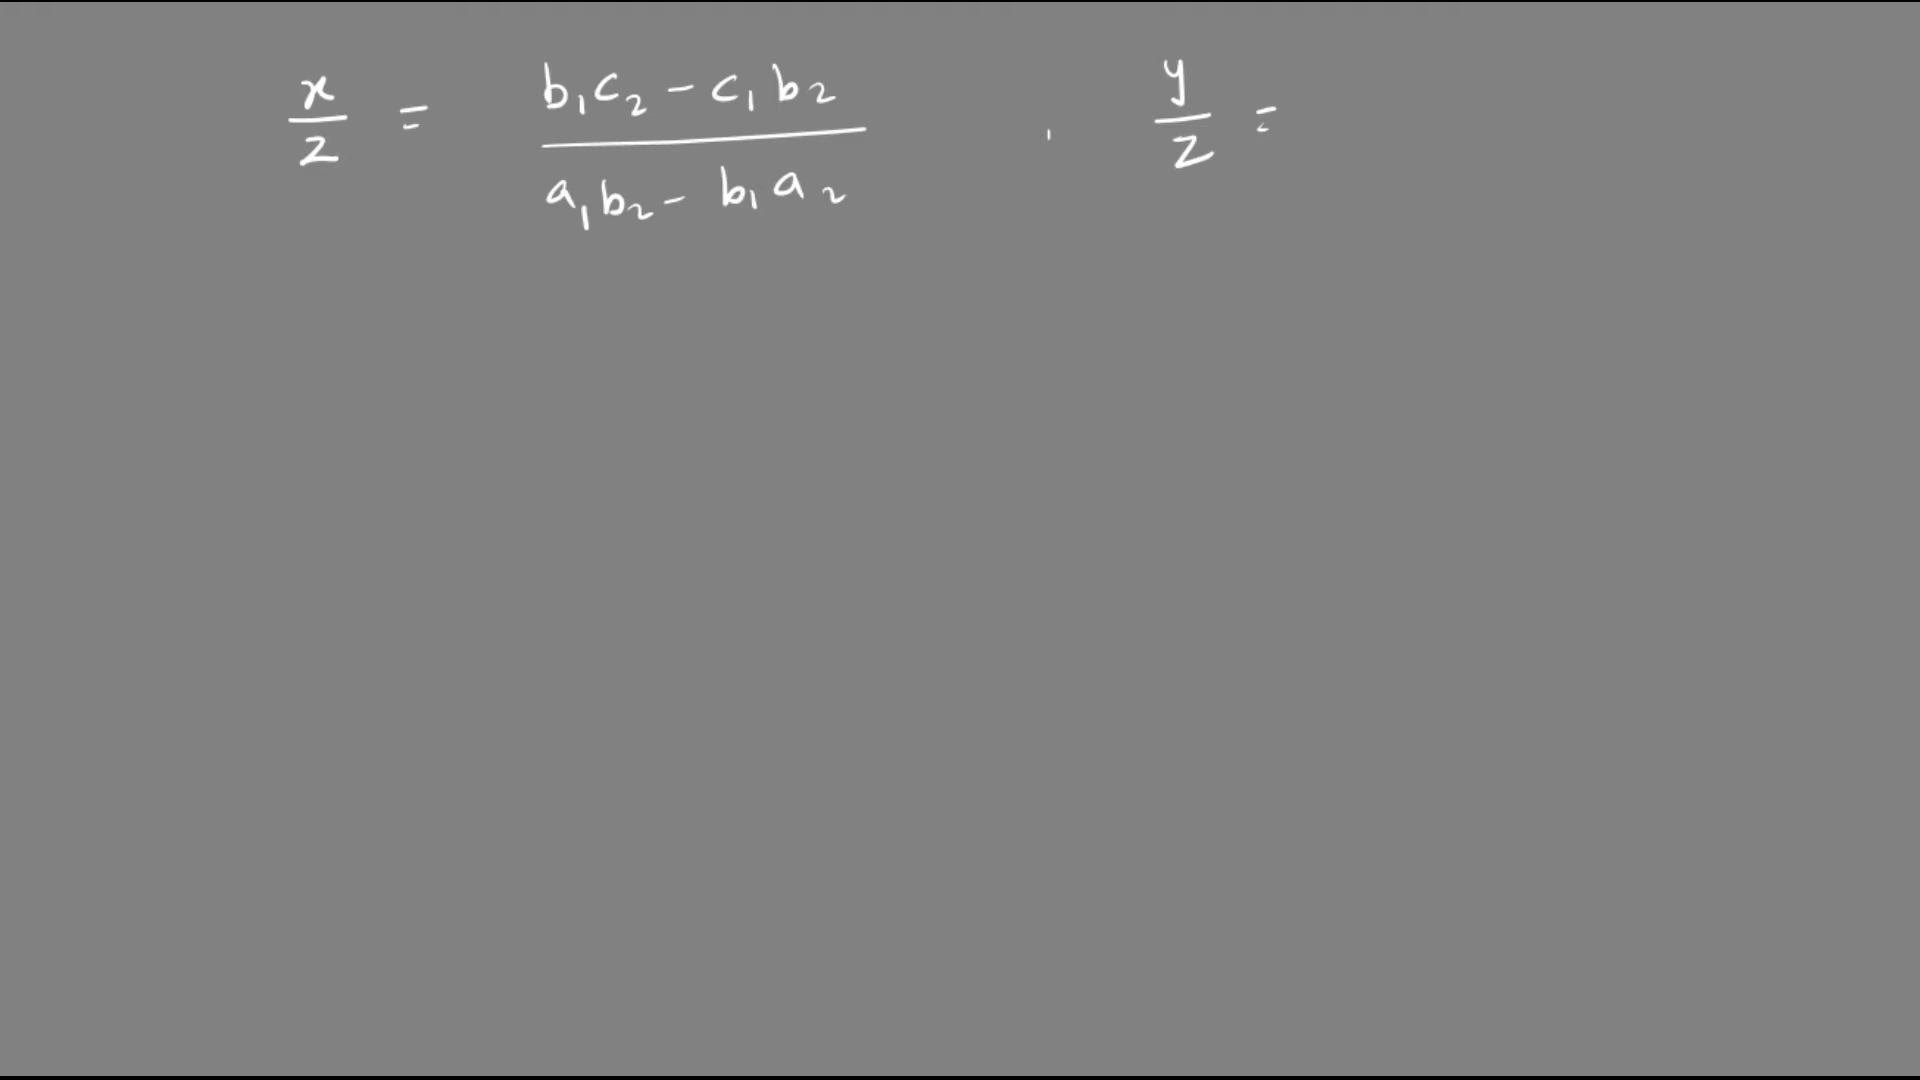 x/z = b₁c₂ - c₁b₂ / a₁b₂ - b₁a₂ , y/z =